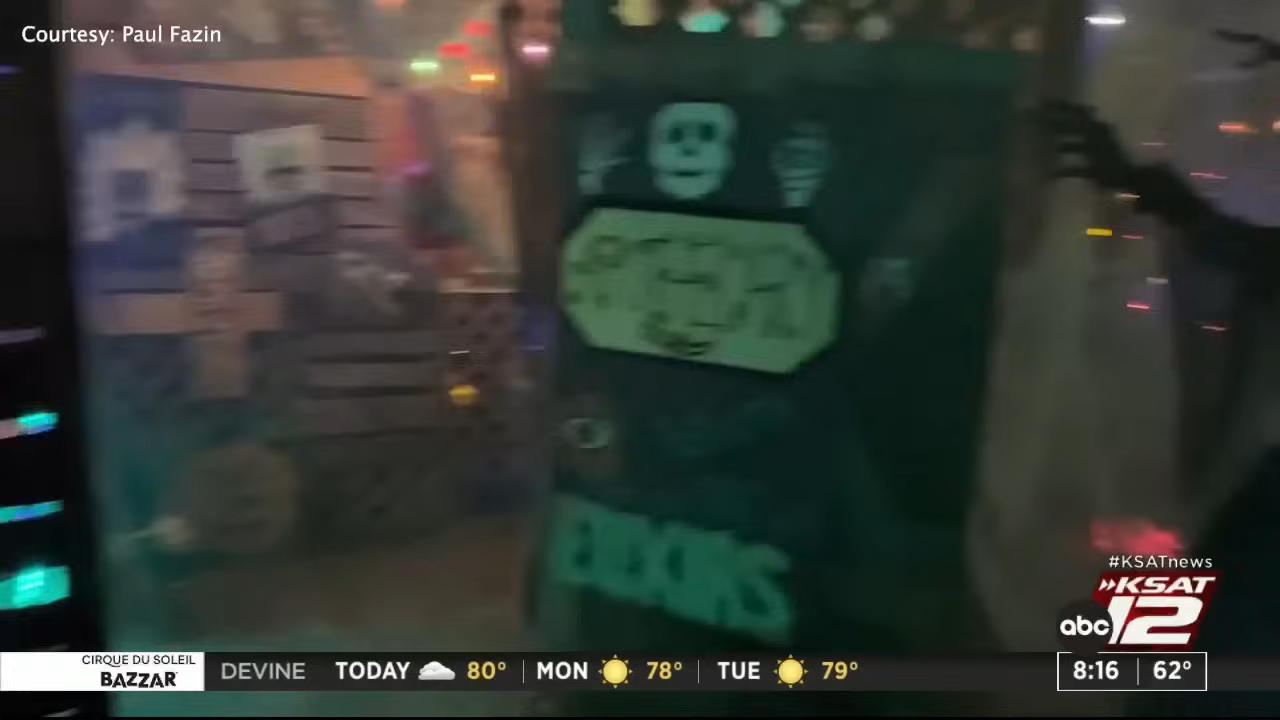 Courtesy: Paul Fazin
#KSATnews
KSAT
abc 12
CIRQUE DU SOLEIL
BAZZAR
DEVINE TODAY 80° MON 78° TUE 79°
8:16 62°